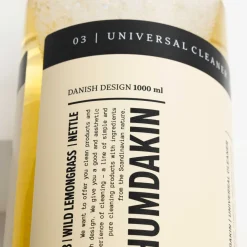 03 | UNIVERSAL CLEANE
DANISH DESIGN 1000 ml
HUMDAKIN
3 | WILD LEMONGRASS | NETTLE
We want to offer you clean products and
design. We give you a good and aesthetic
experience of cleaning - a line of simple and
pure cleaning products with ingredients
from the Scandinavian nature.